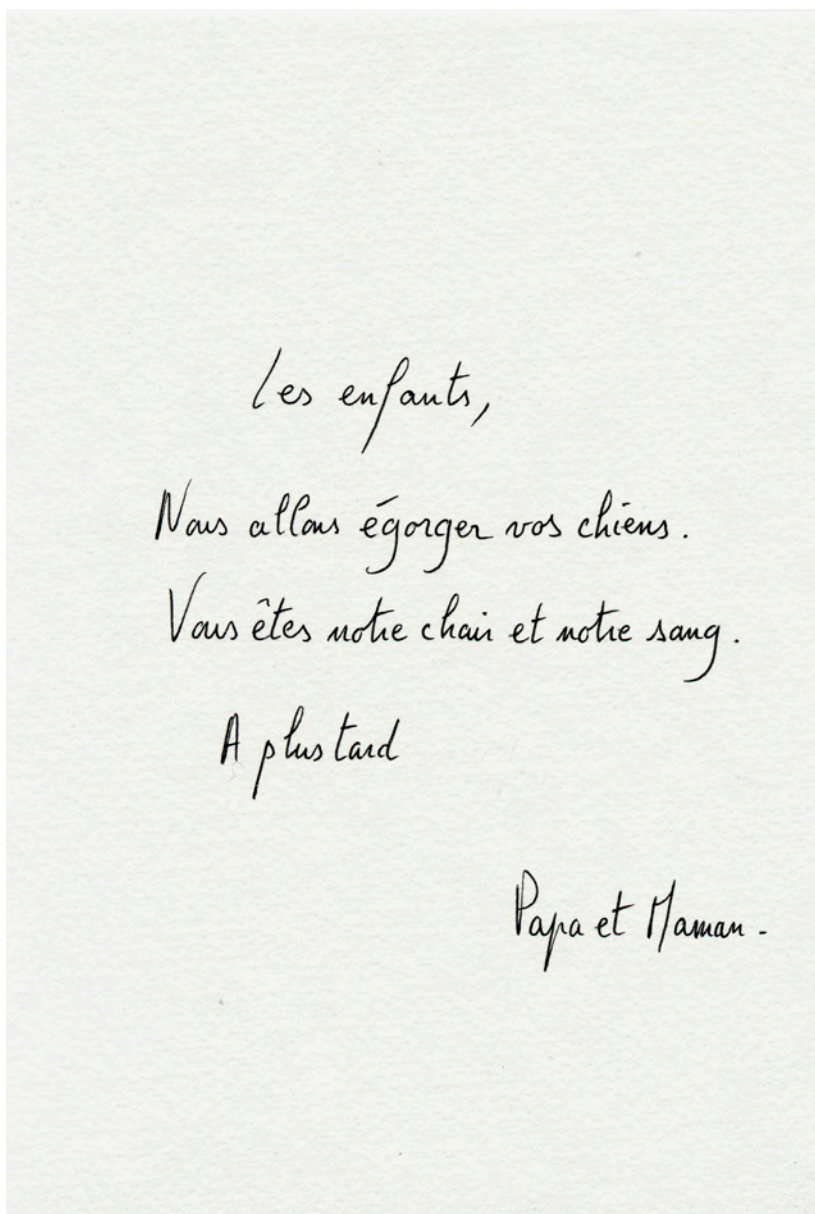 Les enfants,
Nous allons égorger vos chiens.
Vous êtes notre chair et notre sang.
A plus tard
Papa et Maman.